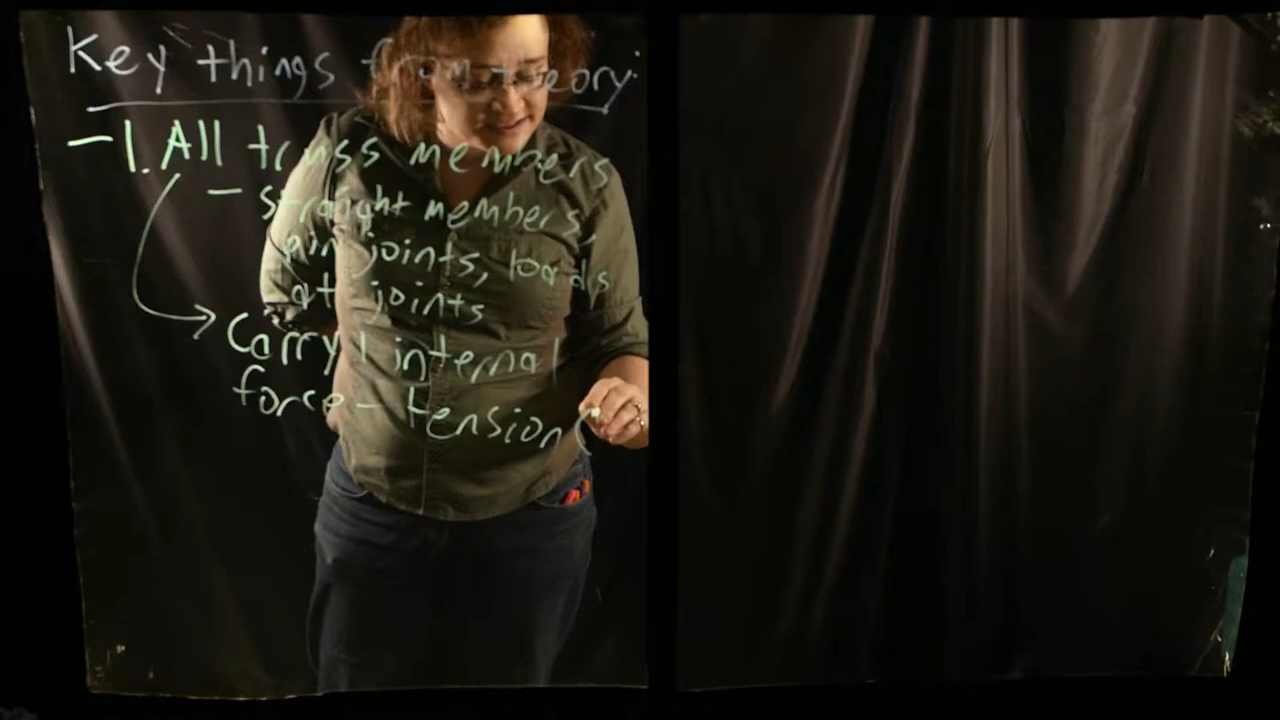 Key things from theory:
- 1. All truss members
- straight members,
pin joints, loads
at joints
Carry 1 internal
force - tension (